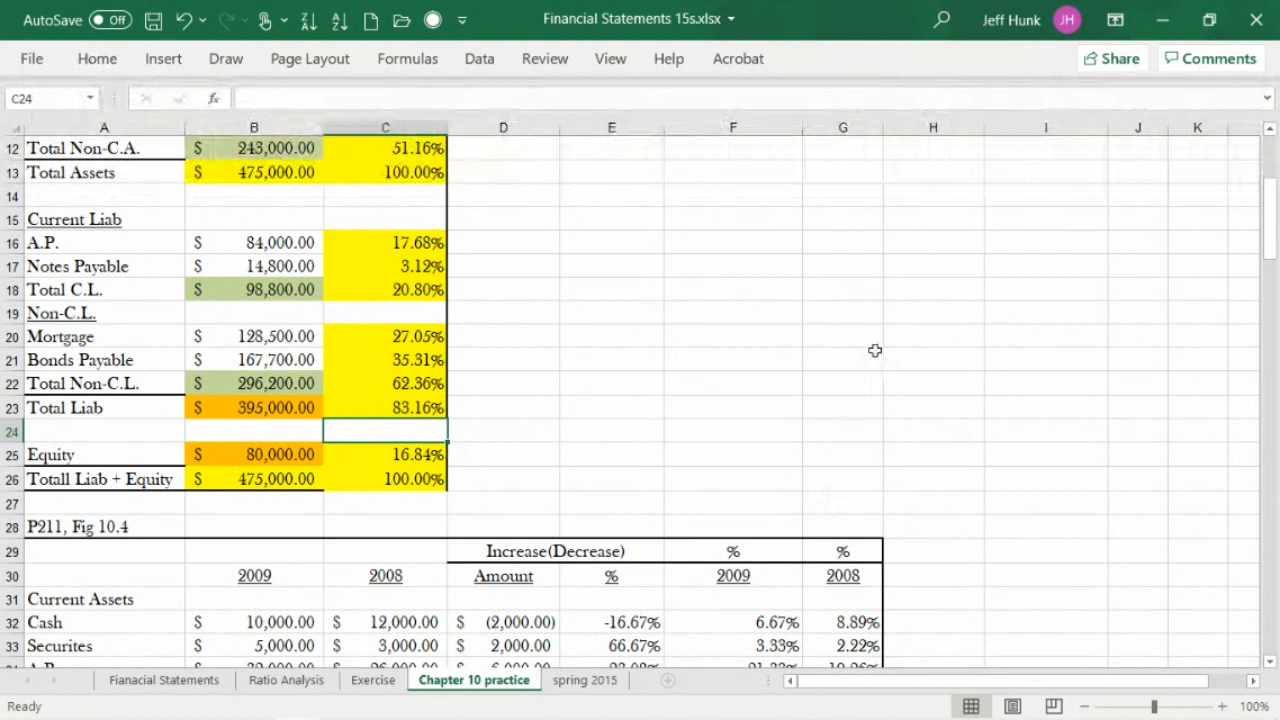 AutoSave Off Financial Statements 15s.xlsx Jeff Hunk JH
File Home Insert Draw Page Layout Formulas Data Review View Help Acrobat Share Comments
C24 fx
A B C D E F G H I J K
12 Total Non-C.A. $ 243,000.00 51.16%
13 Total Assets $ 475,000.00 100.00%
14
15 Current Liab
16 A.P. $ 84,000.00 17.68%
17 Notes Payable $ 14,800.00 3.12%
18 Total C.L. $ 98,800.00 20.80%
19 Non-C.L.
20 Mortgage $ 128,500.00 27.05%
21 Bonds Payable $ 167,700.00 35.31%
22 Total Non-C.L. $ 296,200.00 62.36%
23 Total Liab $ 395,000.00 83.16%
24
25 Equity $ 80,000.00 16.84%
26 Totall Liab + Equity $ 475,000.00 100.00%
27
28 P211, Fig 10.4
29 Increase(Decrease) % %
30 2009 2008 Amount % 2009 2008
31 Current Assets
32 Cash $ 10,000.00 $ 12,000.00 $ (2,000.00) -16.67% 6.67% 8.89%
33 Securites $ 5,000.00 $ 3,000.00 $ 2,000.00 66.67% 3.33% 2.22%
Fianacial Statements Ratio Analysis Exercise Chapter 10 practice spring 2015
Ready 100%